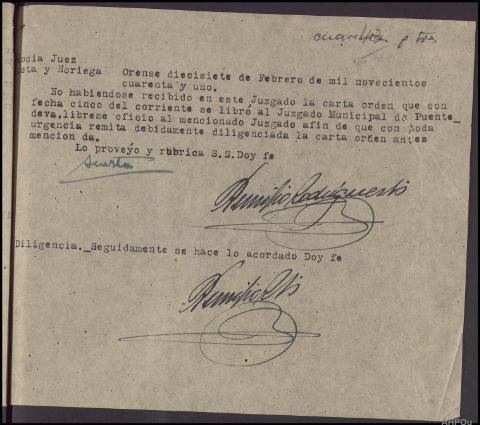 cuarenta y tres
ncia Juez
sta y Noriega Orense diecisiete de Febrero de mil novecientos
cuarenta y uno.
No habiendose recibido en este Juzgado la carta orden que con
fecha cinco del corriente se libró al Juzgado Municipal de Puente_
deva, librese oficio al mencionado Juzgado afin de que con toda
urgencia remita debidamente diligenciada la carta orden antes
mencion da.
Lo proveyo y rubrica S.S.Doy fe
Diligencia._Seguidamente se hace lo acordado Doy fe
AHPOu